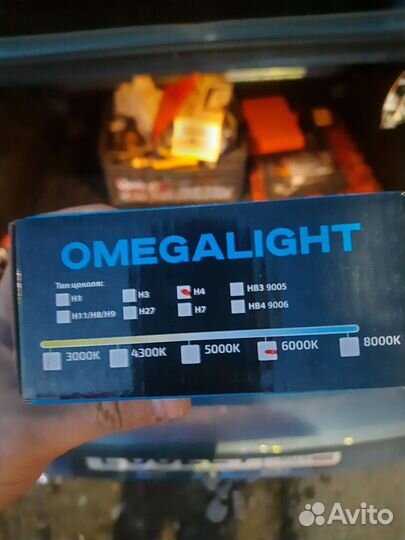 OMEGALIGHT
Тип цоколя:
H1 H3 H4 HB3 9005
H11/H8/H9 H27 H7 HB4 9006
3000K 4300K 5000K 6000K 8000K
Avito